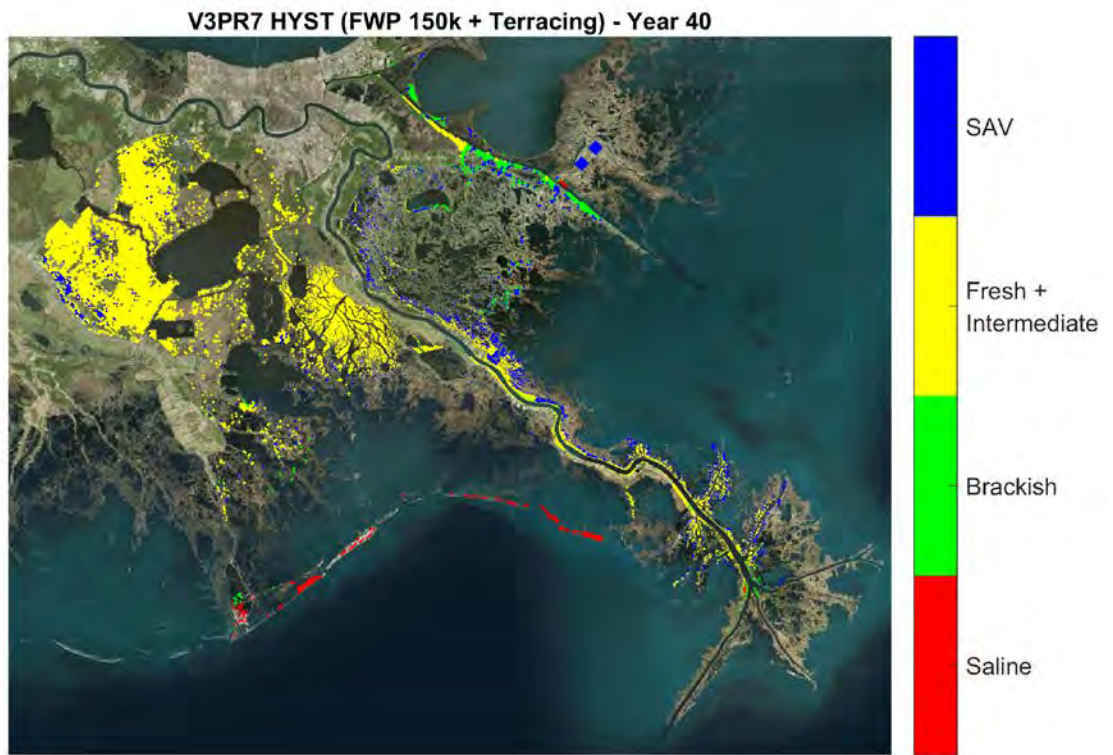 V3PR7 HYST (FWP 150k + Terracing) - Year 40
SAV
Fresh +
Intermediate
Brackish
Saline